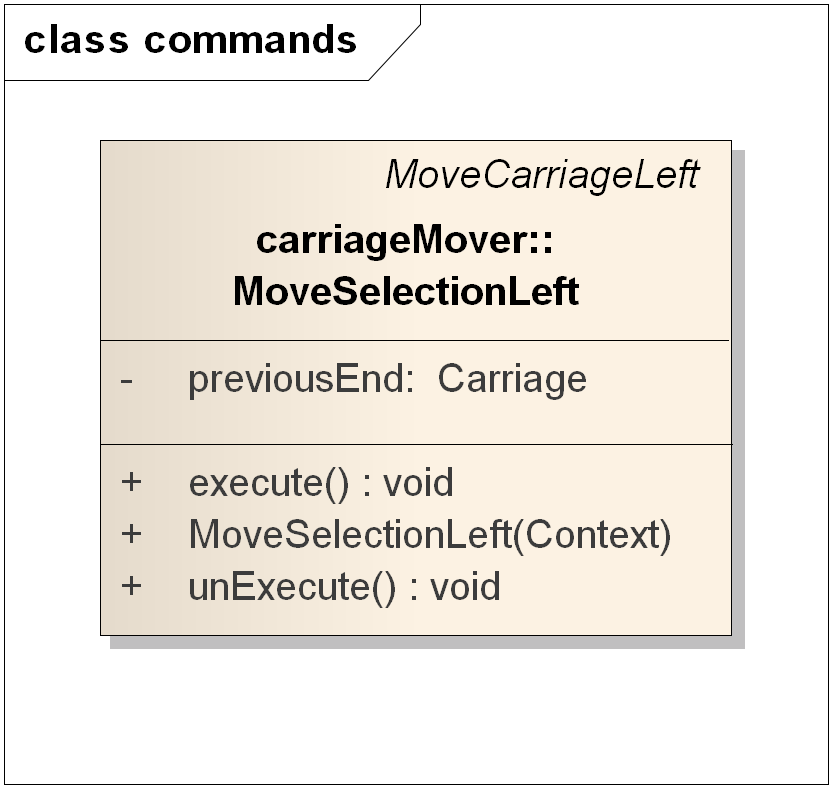 class commands
MoveCarriageLeft
carriageMover::
MoveSelectionLeft
- previousEnd: Carriage
+ execute() : void
+ MoveSelectionLeft(Context)
+ unExecute() : void